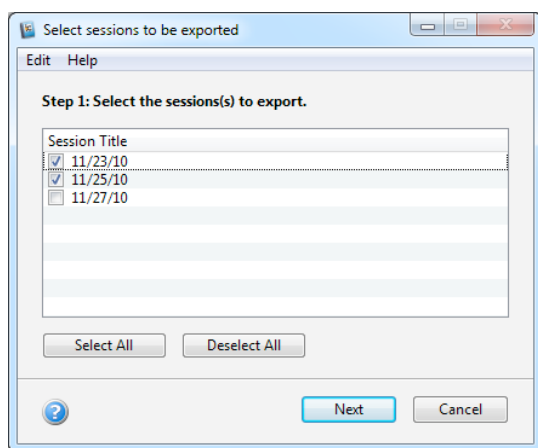 Select sessions to be exported
Edit Help
Step 1: Select the sessions(s) to export.
Session Title
11/23/10
11/25/10
11/27/10
Select All Deselect All
? Next Cancel